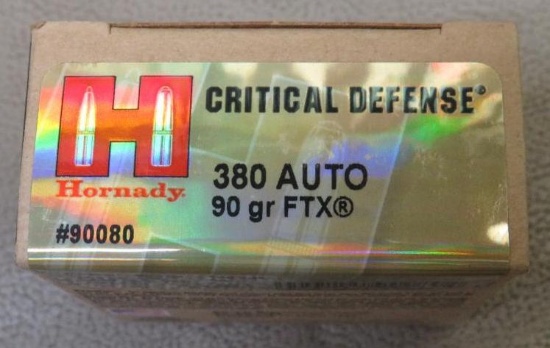 CRITICAL DEFENSE®
Hornady
380 AUTO
90 gr FTX®
#90080